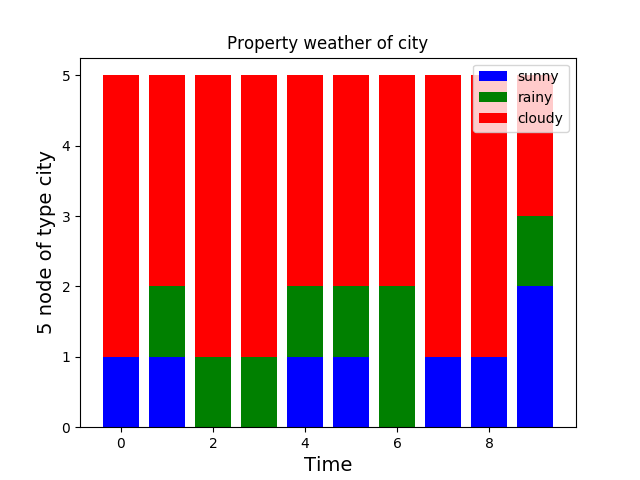 Property weather of city
sunny
rainy
cloudy
5 node of type city
5
4
3
2
1
0
0 2 4 6 8
Time